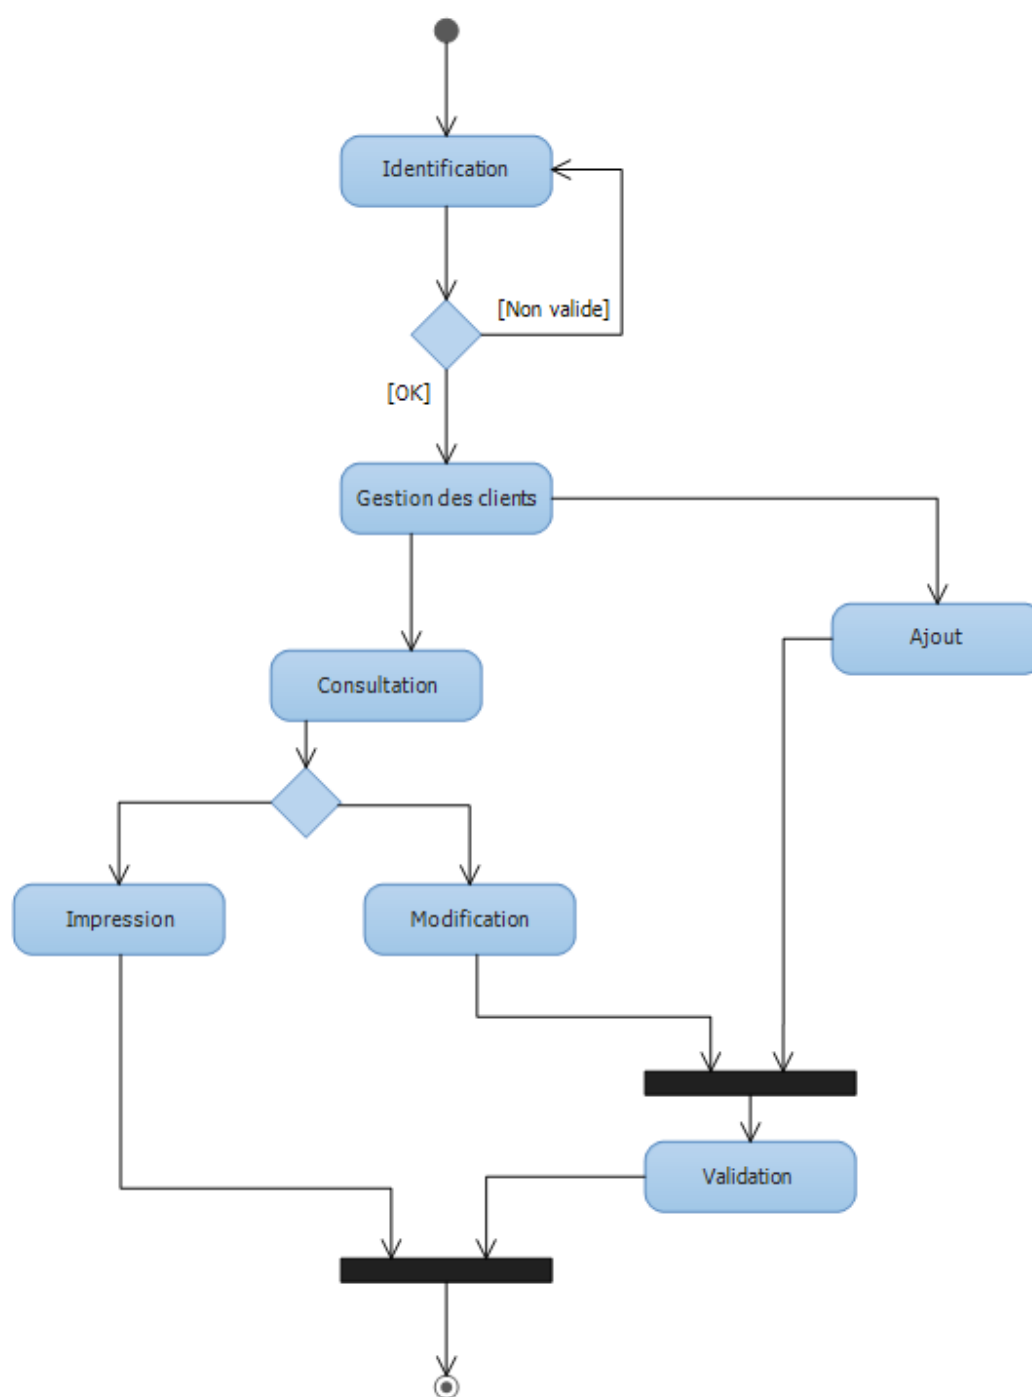 Identification
[Non valide]
[OK]
Gestion des clients
Ajout
Consultation
Impression
Modification
Validation